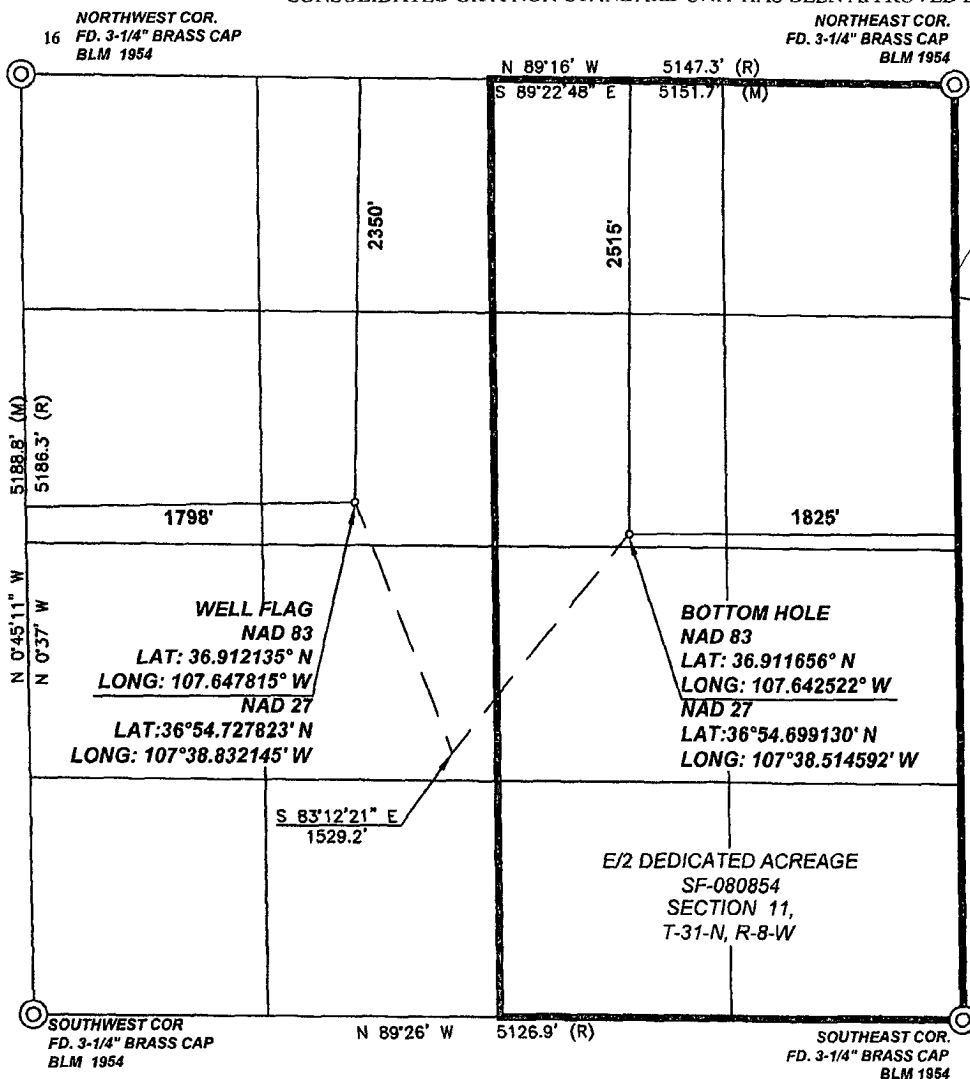 NORTHWEST COR.
16 FD. 3-1/4" BRASS CAP
BLM 1954
NORTHEAST COR.
FD. 3-1/4" BRASS CAP
BLM 1954
N 89°16' W 5147.3' (R)
S 89°22'48" E 5151.7' (M)
2350'
2515'
N 0°45'11" W 5188.8' (M)
N 0°37' W 5186.3' (R)
1798'
1825'
WELL FLAG
NAD 83
LAT: 36.912135° N
LONG: 107.647815° W
NAD 27
LAT:36°54.727823' N
LONG: 107°38.832145' W
BOTTOM HOLE
NAD 83
LAT: 36.911656° N
LONG: 107.642522° W
NAD 27
LAT:36°54.699130' N
LONG: 107°38.514592' W
S 83°12'21" E
1529.2'
E/2 DEDICATED ACREAGE
SF-080854
SECTION 11,
T-31-N, R-8-W
SOUTHWEST COR
FD. 3-1/4" BRASS CAP
BLM 1954
N 89°26' W 5126.9' (R)
SOUTHEAST COR.
FD. 3-1/4" BRASS CAP
BLM 1954